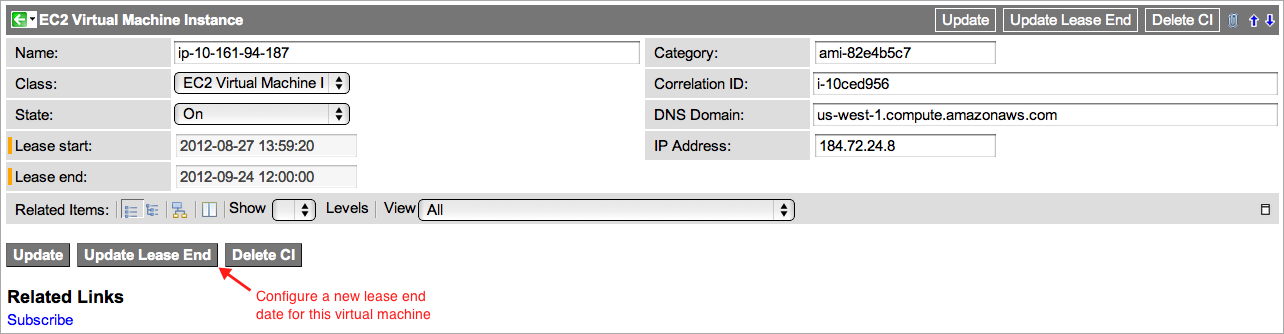 EC2 Virtual Machine Instance Update Update Lease End Delete CI
Name: ip-10-161-94-187 Category: ami-82e4b5c7
Class: EC2 Virtual Machine I Correlation ID: i-10ced956
State: On DNS Domain: us-west-1.compute.amazonaws.com
Lease start: 2012-08-27 13:59:20 IP Address: 184.72.24.8
Lease end: 2012-09-24 12:00:00
Related Items: Show Levels View All
Update Update Lease End Delete CI
Configure a new lease end
date for this virtual machine
Related Links
Subscribe